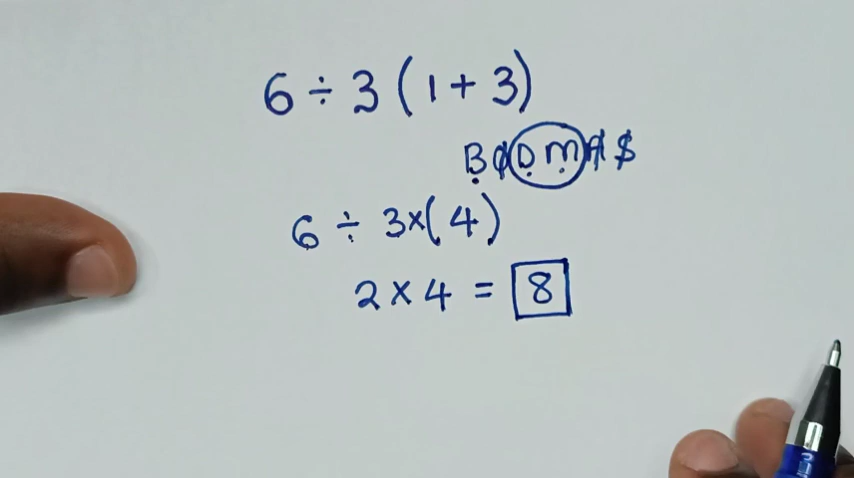 6 ÷ 3 (1 + 3)
BODMAS
6 ÷ 3×(4)
2 × 4 = 8